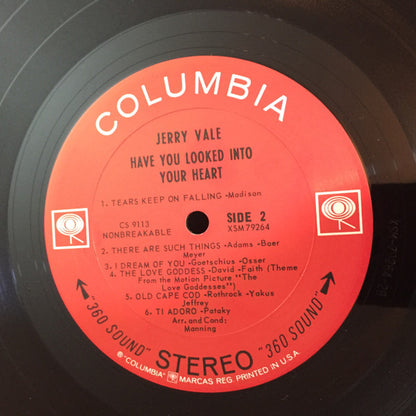 COLUMBIA
JERRY VALE
HAVE YOU LOOKED INTO
YOUR HEART
1. TEARS KEEP ON FALLING -Madison
CS 9113
NONBREAKABLE
SIDE 2
XSM 79264
2. THERE ARE SUCH THINGS -Adams - Baer
Meyer
3. I DREAM OF YOU -Goetschius -Osser
4. THE LOVE GODDESS -David -Faith (Theme
From the Motion Picture "The
Love Goddesses")
5. OLD CAPE COD -Rothrock -Yakus
Jeffrey
6. TI ADORO -Pataky
Arr. and Cond:
Manning
"360 SOUND" STEREO "360 SOUND"
® "COLUMBIA" MARCAS REG. PRINTED IN U.S.A.